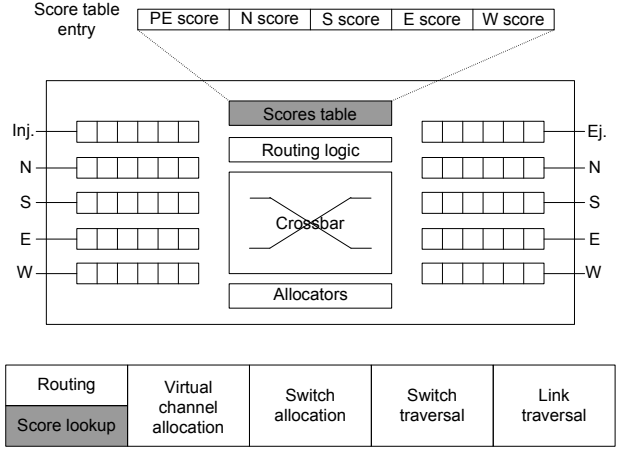 Score table
entry
PE score
N score
S score
E score
W score
Scores table
Routing logic
Crossbar
Allocators
Inj.
N
S
E
W
Ej.
N
S
E
W
Routing
Score lookup
Virtual
channel
allocation
Switch
allocation
Switch
traversal
Link
traversal